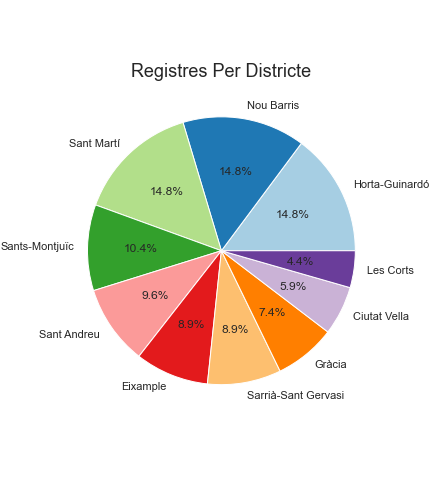 Registres Per Districte
Nou Barris
Sant Martí
Horta-Guinardó
14.8%
14.8%
14.8%
Sants-Montjuïc
10.4%
4.4%
Les Corts
5.9%
9.6%
Ciutat Vella
7.4%
8.9%
8.9%
Sant Andreu
Gràcia
Eixample
Sarrià-Sant Gervasi